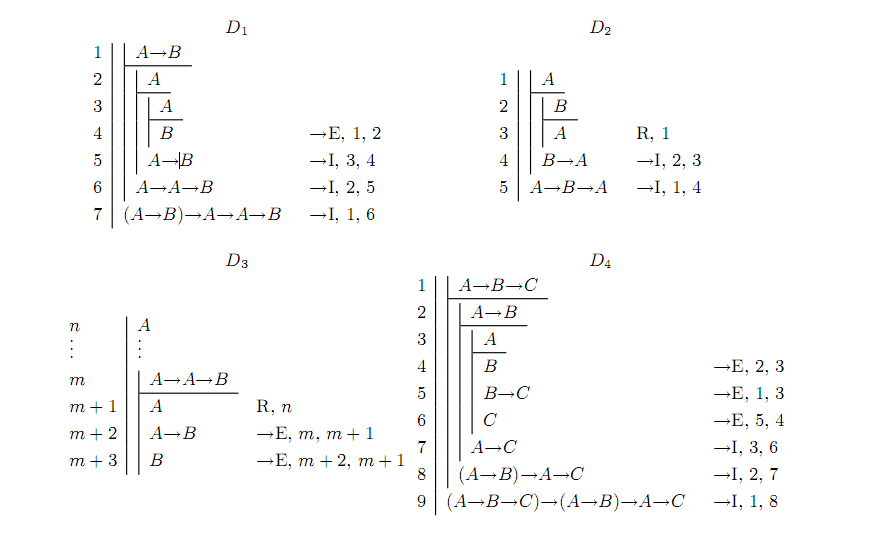 D₁
1 A→B
2 A
3 A
4 B →E, 1, 2
5 A→B →I, 3, 4
6 A→A→B →I, 2, 5
7 (A→B)→A→A→B →I, 1, 6
D₂
1 A
2 B
3 A R, 1
4 B→A →I, 2, 3
5 A→B→A →I, 1, 4
D₃
n A
⋮ ⋮
m A→A→B
m + 1 A R, n
m + 2 A→B →E, m, m + 1
m + 3 B →E, m + 2, m + 1
D₄
1 A→B→C
2 A→B
3 A
4 B →E, 2, 3
5 B→C →E, 1, 3
6 C →E, 5, 4
7 A→C →I, 3, 6
8 (A→B)→A→C →I, 2, 7
9 (A→B→C)→(A→B)→A→C →I, 1, 8